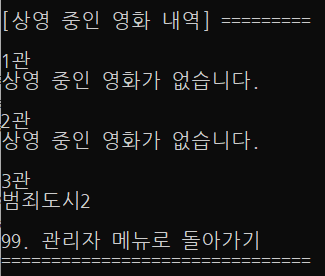 [상영 중인 영화 내역] =========
1관
상영 중인 영화가 없습니다.
2관
상영 중인 영화가 없습니다.
3관
범죄도시2
99. 관리자 메뉴로 돌아가기
===============================